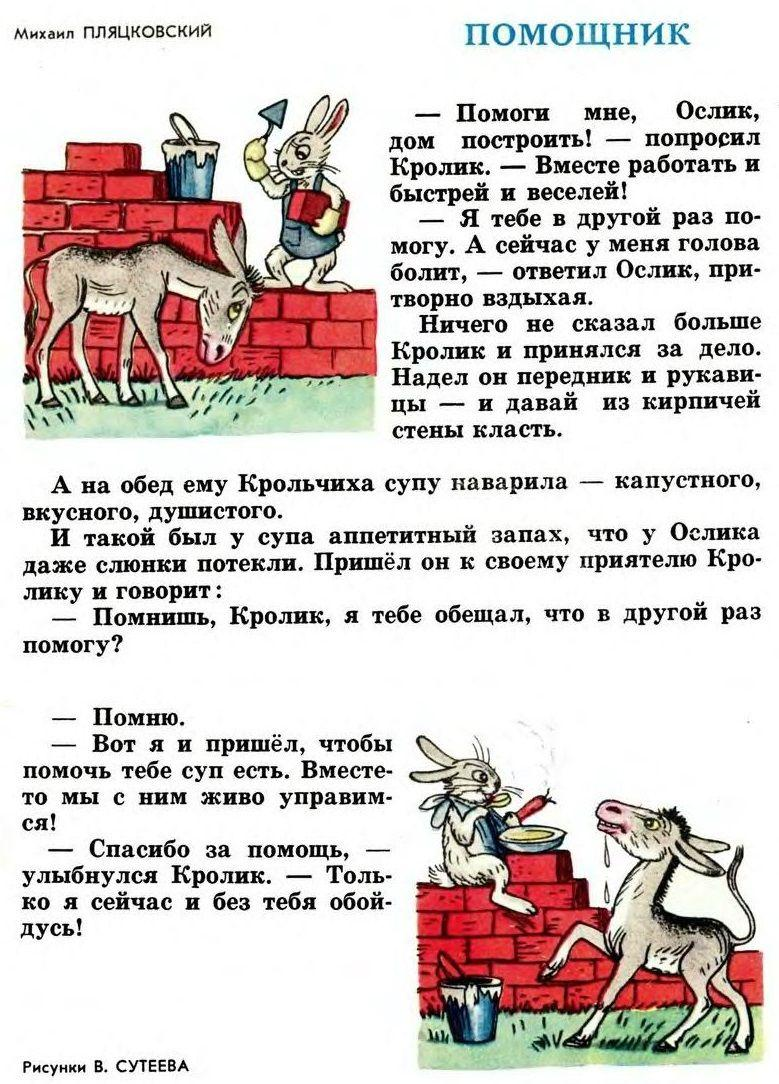 Михаил ПЛЯЦКОВСКИЙ
ПОМОЩНИК
— Помоги мне, Ослик,
дом построить! — попросил
Кролик. — Вместе работать и
быстрей и веселей!
— Я тебе в другой раз по-
могу. А сейчас у меня голова
болит, — ответил Ослик, при-
творно вздыхая.
Ничего не сказал больше
Кролик и принялся за дело.
Надел он передник и рукави-
цы — и давай из кирпичей
стены класть.
А на обед ему Крольчиха супу наварила — капустного,
вкусного, душистого.
И такой был у супа аппетитный запах, что у Ослика
даже слюнки потекли. Пришёл он к своему приятелю Кро-
лику и говорит:
— Помнишь, Кролик, я тебе обещал, что в другой раз
помогу?
— Помню.
— Вот я и пришёл, чтобы
помочь тебе суп есть. Вместе-
то мы с ним живо управим-
ся!
— Спасибо за помощь, —
улыбнулся Кролик. — Толь-
ко я сейчас и без тебя обой-
дусь!
Рисунки В. СУТЕЕВА